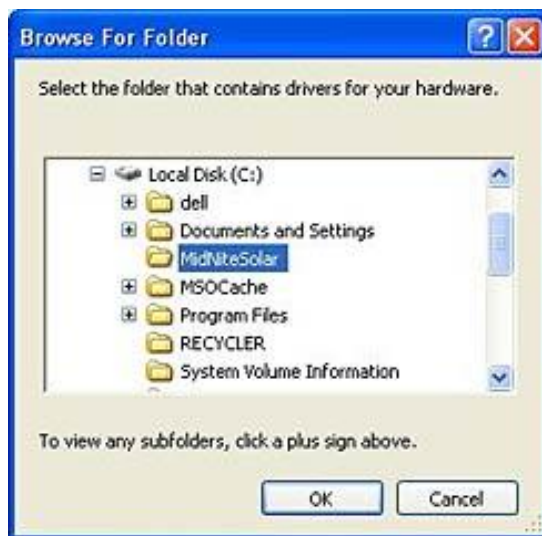 Browse For Folder
Select the folder that contains drivers for your hardware.
Local Disk (C:)
dell
Documents and Settings
MidNiteSolar
MSOCache
Program Files
RECYCLER
System Volume Information
To view any subfolders, click a plus sign above.
OK Cancel